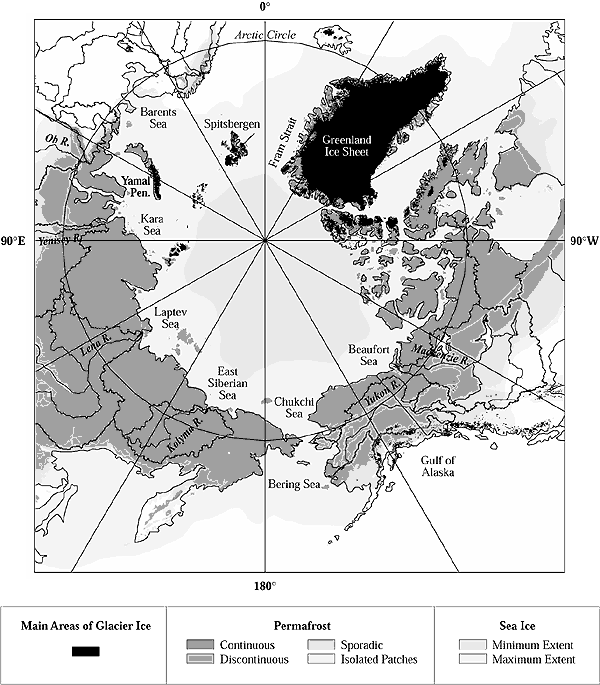 0°
Arctic Circle
Barents
Sea
Spitsbergen
Fram Strait
Greenland
Ice Sheet
Ob R.
Yamal
Pen.
Kara
Sea
90°E
Yenisey R.
90°W
Laptev
Sea
Lena R.
Beaufort
Sea
Mackenzie R.
East
Siberian
Sea
Chukchi
Sea
Yukon R.
Kolyma R.
Gulf of
Alaska
Bering Sea
180°
Main Areas of Glacier Ice
Permafrost
Continuous
Discontinuous
Sporadic
Isolated Patches
Sea Ice
Minimum Extent
Maximum Extent